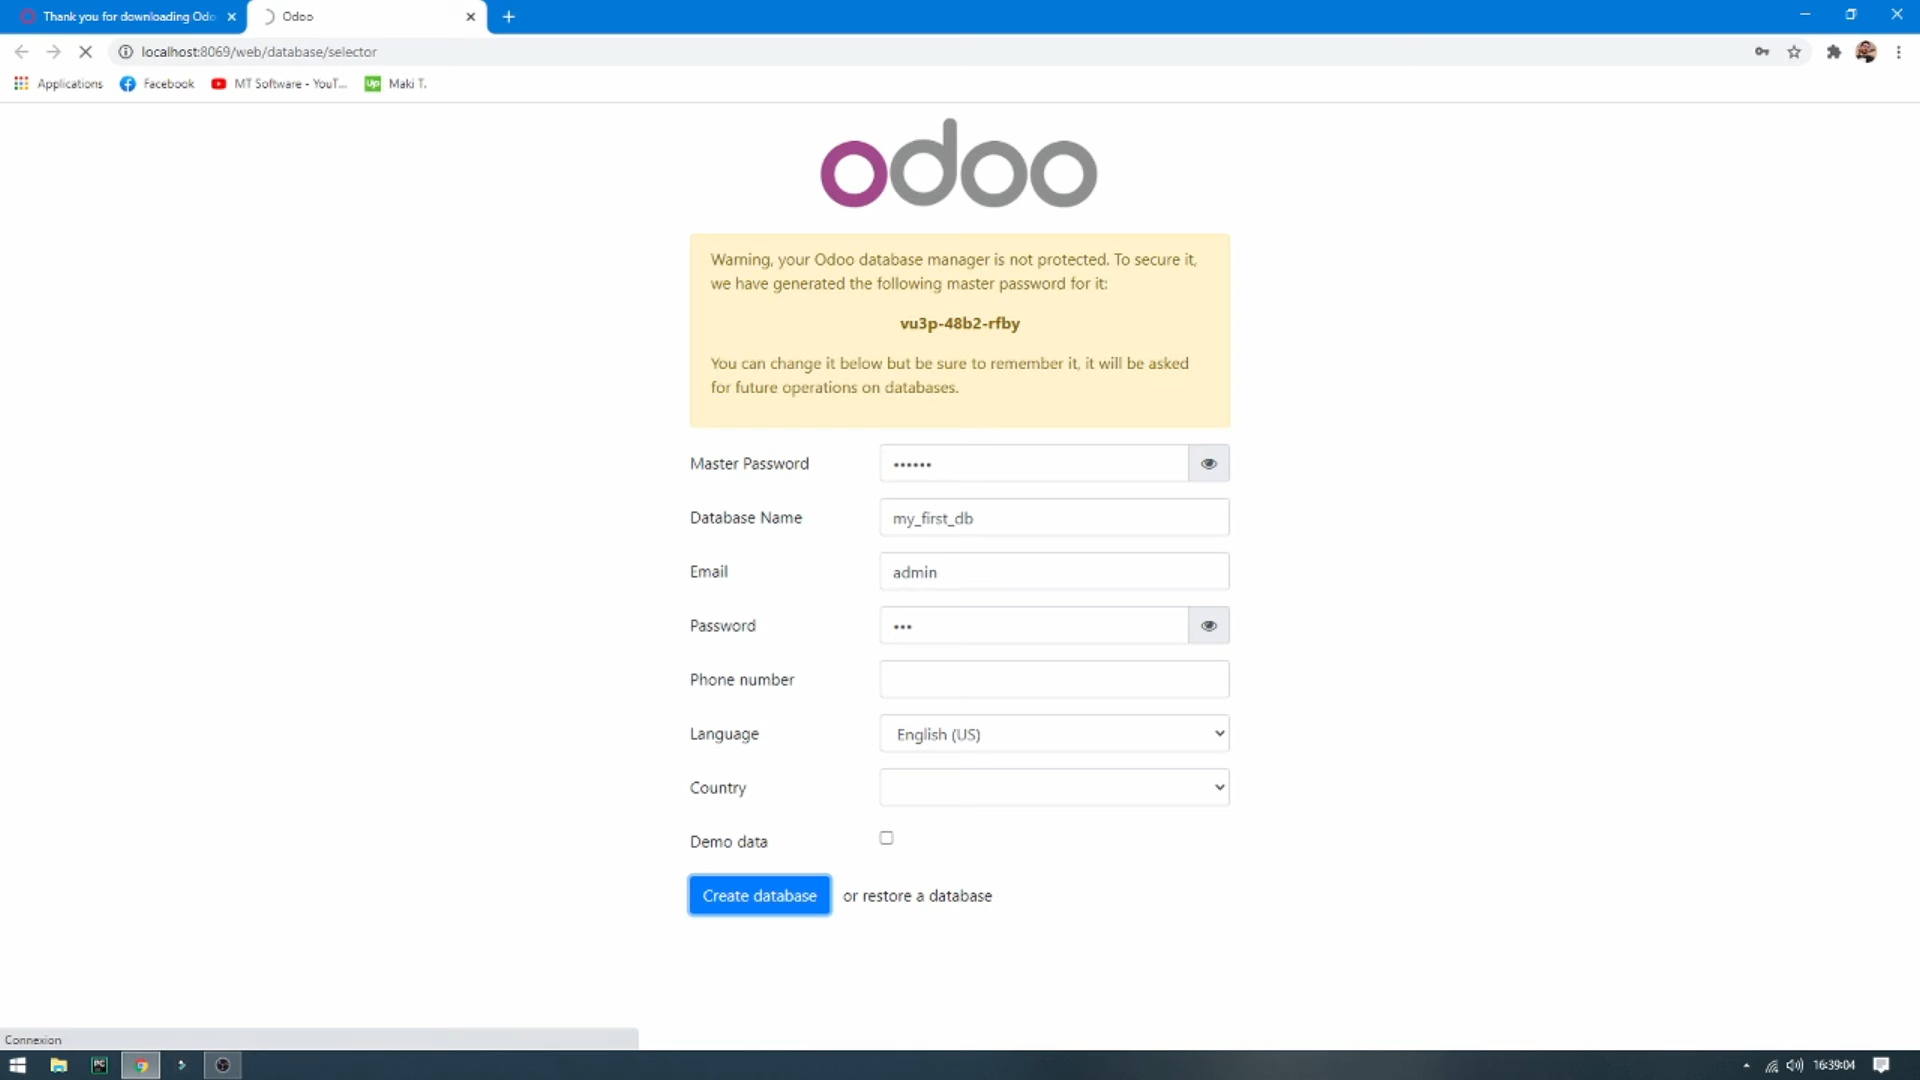 Thank you for downloading Odo
Odoo
localhost:8069/web/database/selector
Applications
Facebook
MT Software - YouT...
Up
Maki T.
odoo
Warning, your Odoo database manager is not protected. To secure it,
we have generated the following master password for it:
vu3p-48b2-rfby
You can change it below but be sure to remember it, it will be asked
for future operations on databases.
Master Password
••••••
Database Name
my_first_db
Email
admin
Password
•••
Phone number
Language
English (US)
Country
Demo data
Create database
or restore a database
Connexion
PC
16:39:04